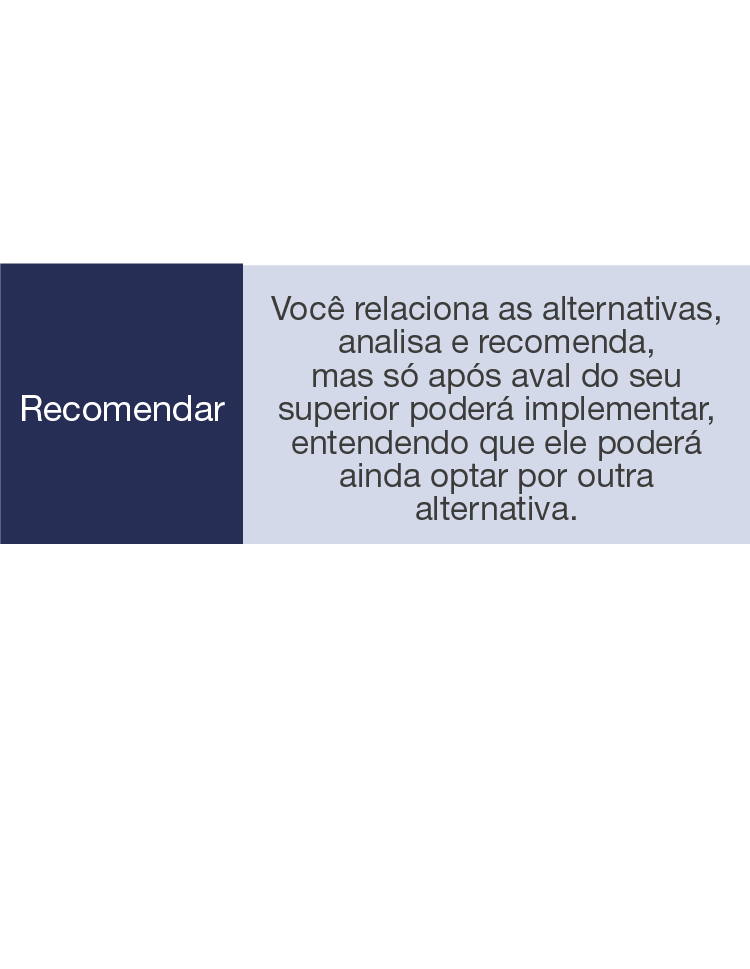 Recomendar
Você relaciona as alternativas,
analisa e recomenda,
mas só após aval do seu
superior poderá implementar,
entendendo que ele poderá
ainda optar por outra
alternativa.